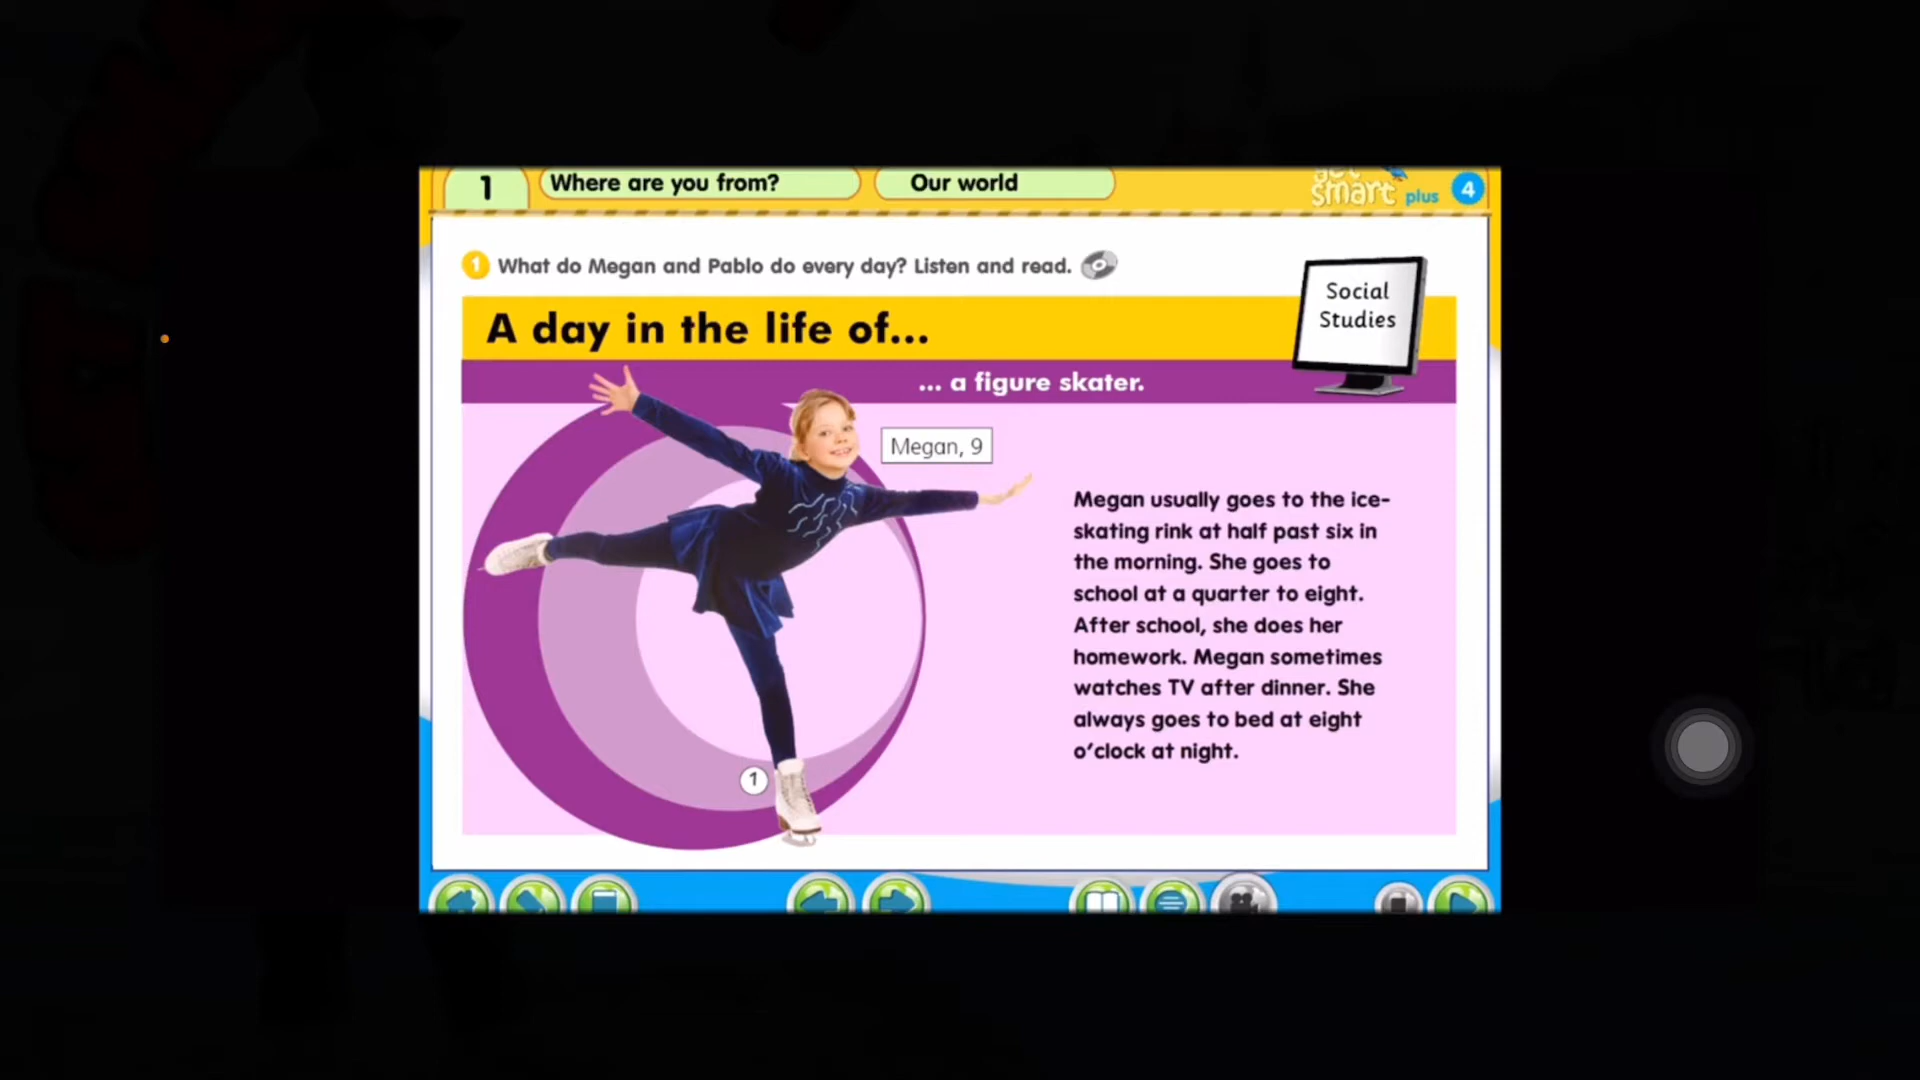 1
Where are you from?
Our world
smart plus 4
1 What do Megan and Pablo do every day? Listen and read.
Social
Studies
A day in the life of...
... a figure skater.
Megan, 9
Megan usually goes to the ice-
skating rink at half past six in
the morning. She goes to
school at a quarter to eight.
After school, she does her
homework. Megan sometimes
watches TV after dinner. She
always goes to bed at eight
o'clock at night.
1